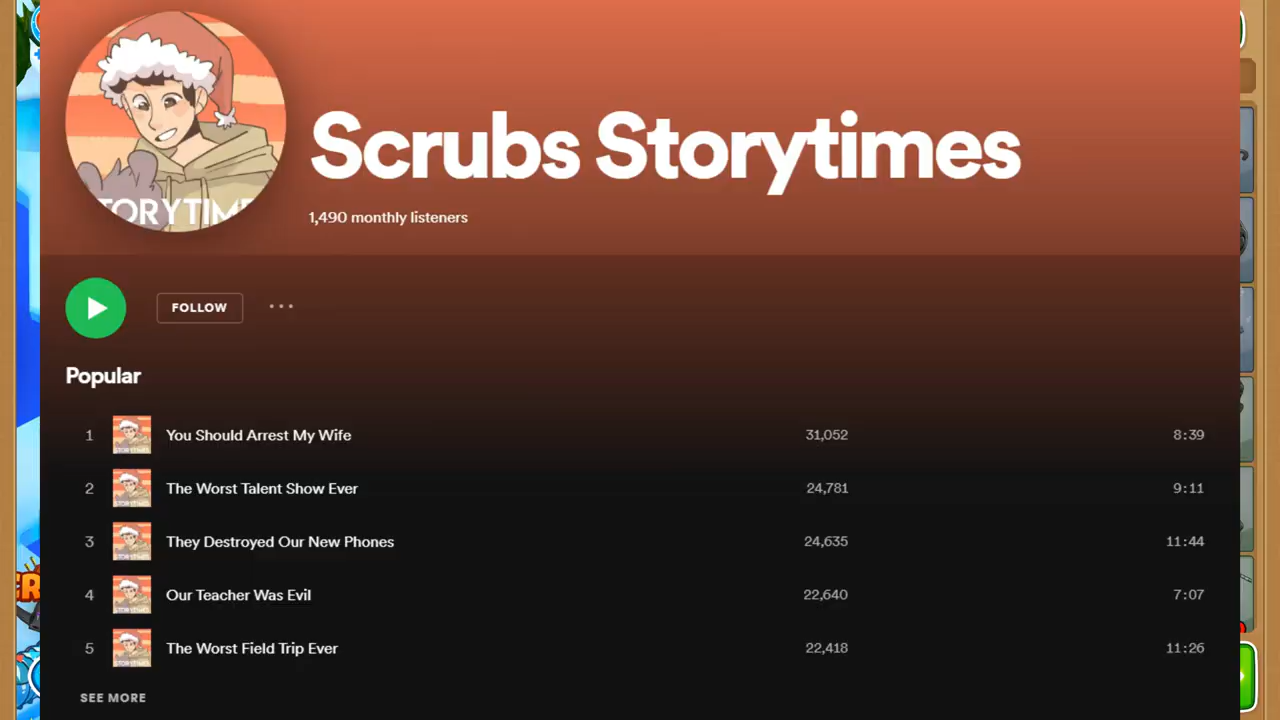 STORYTIME
Scrubs Storytimes
1,490 monthly listeners
FOLLOW
Popular
1 You Should Arrest My Wife 31,052 8:39
2 The Worst Talent Show Ever 24,781 9:11
3 They Destroyed Our New Phones 24,635 11:44
4 Our Teacher Was Evil 22,640 7:07
5 The Worst Field Trip Ever 22,418 11:26
SEE MORE